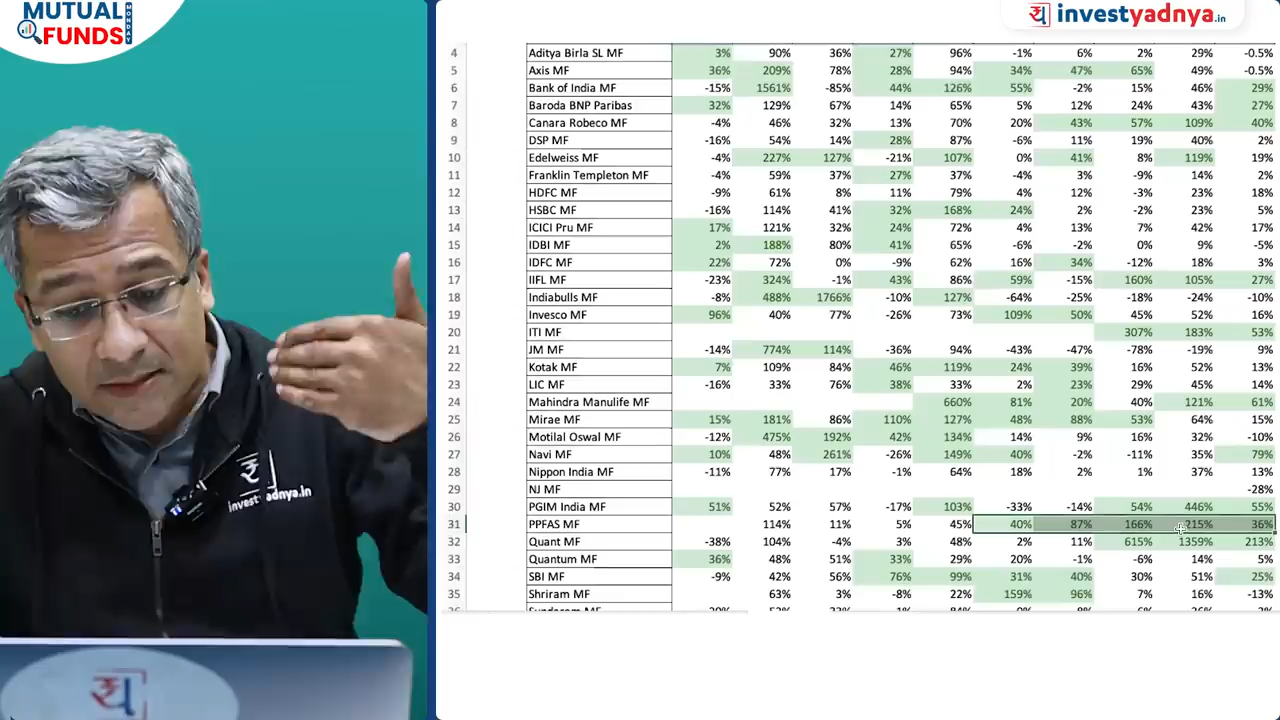 MUTUAL
FUNDS
MONDAY
investyadnya.in
4 Aditya Birla SL MF 3% 90% 36% 27% 96% -1% 6% 2% 29% -0.5%
5 Axis MF 36% 209% 78% 28% 94% 34% 47% 65% 49% -0.5%
6 Bank of India MF -15% 1561% -85% 44% 126% 55% -2% 15% 46% 29%
7 Baroda BNP Paribas 32% 129% 67% 14% 65% 5% 12% 24% 43% 27%
8 Canara Robeco MF -4% 46% 32% 13% 70% 20% 43% 57% 109% 40%
9 DSP MF -16% 54% 14% 28% 87% -6% 11% 19% 40% 2%
10 Edelweiss MF -4% 227% 127% -21% 107% 0% 41% 8% 119% 19%
11 Franklin Templeton MF -4% 59% 37% 27% 37% -4% 3% -9% 14% 2%
12 HDFC MF -9% 61% 8% 11% 79% 4% 12% -3% 23% 18%
13 HSBC MF -16% 114% 41% 32% 168% 24% 2% -2% 23% 5%
14 ICICI Pru MF 17% 121% 32% 24% 72% 4% 13% 7% 42% 17%
15 IDBI MF 2% 188% 80% 41% 65% -6% -2% 0% 9% -5%
16 IDFC MF 22% 72% 0% -9% 62% 16% 34% -12% 18% 3%
17 IIFL MF -23% 324% -1% 43% 86% 59% -15% 160% 105% 27%
18 Indiabulls MF -8% 488% 1766% -10% 127% -64% -25% -18% -24% -10%
19 Invesco MF 96% 40% 77% -26% 73% 109% 50% 45% 52% 16%
20 ITI MF 307% 183% 53%
21 JM MF -14% 774% 114% -36% 94% -43% -47% -78% -19% 9%
22 Kotak MF 7% 109% 84% 46% 119% 24% 39% 16% 52% 13%
23 LIC MF -16% 33% 76% 38% 33% 2% 23% 29% 45% 14%
24 Mahindra Manulife MF 660% 81% 20% 40% 121% 61%
25 Mirae MF 15% 181% 86% 110% 127% 48% 88% 53% 64% 15%
26 Motilal Oswal MF -12% 475% 192% 42% 134% 14% 9% 16% 32% -10%
27 Navi MF 10% 48% 261% -26% 149% 40% -2% -11% 35% 79%
28 Nippon India MF -11% 77% 17% -1% 64% 18% 2% 1% 37% 13%
29 NJ MF -28%
30 PGIM India MF 51% 52% 57% -17% 103% -33% -14% 54% 446% 55%
31 PPFAS MF 114% 11% 5% 45% 40% 87% 166% 215% 36%
32 Quant MF -38% 104% -4% 3% 48% 2% 11% 615% 1359% 213%
33 Quantum MF 36% 48% 51% 33% 29% 20% -1% -6% 14% 5%
34 SBI MF -9% 42% 56% 76% 99% 31% 40% 30% 51% 25%
35 Shriram MF 63% 3% -8% 22% 159% 96% 7% 16% -13%
investyadnya.in